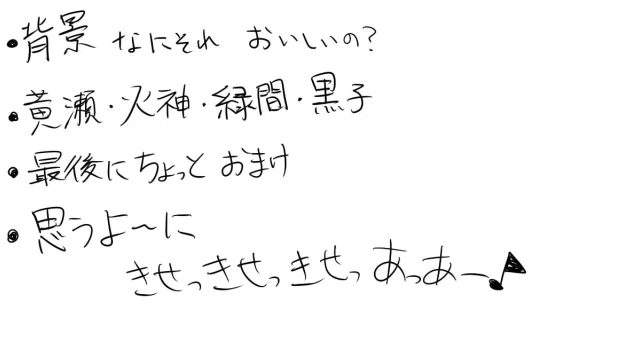 •背景 なにそれ おいしいの?
•黄瀬・火神・緑間・黒子
•最後にちょっと おまけ
•思うよ〜に
きせっきせっきせっ あっあー♪